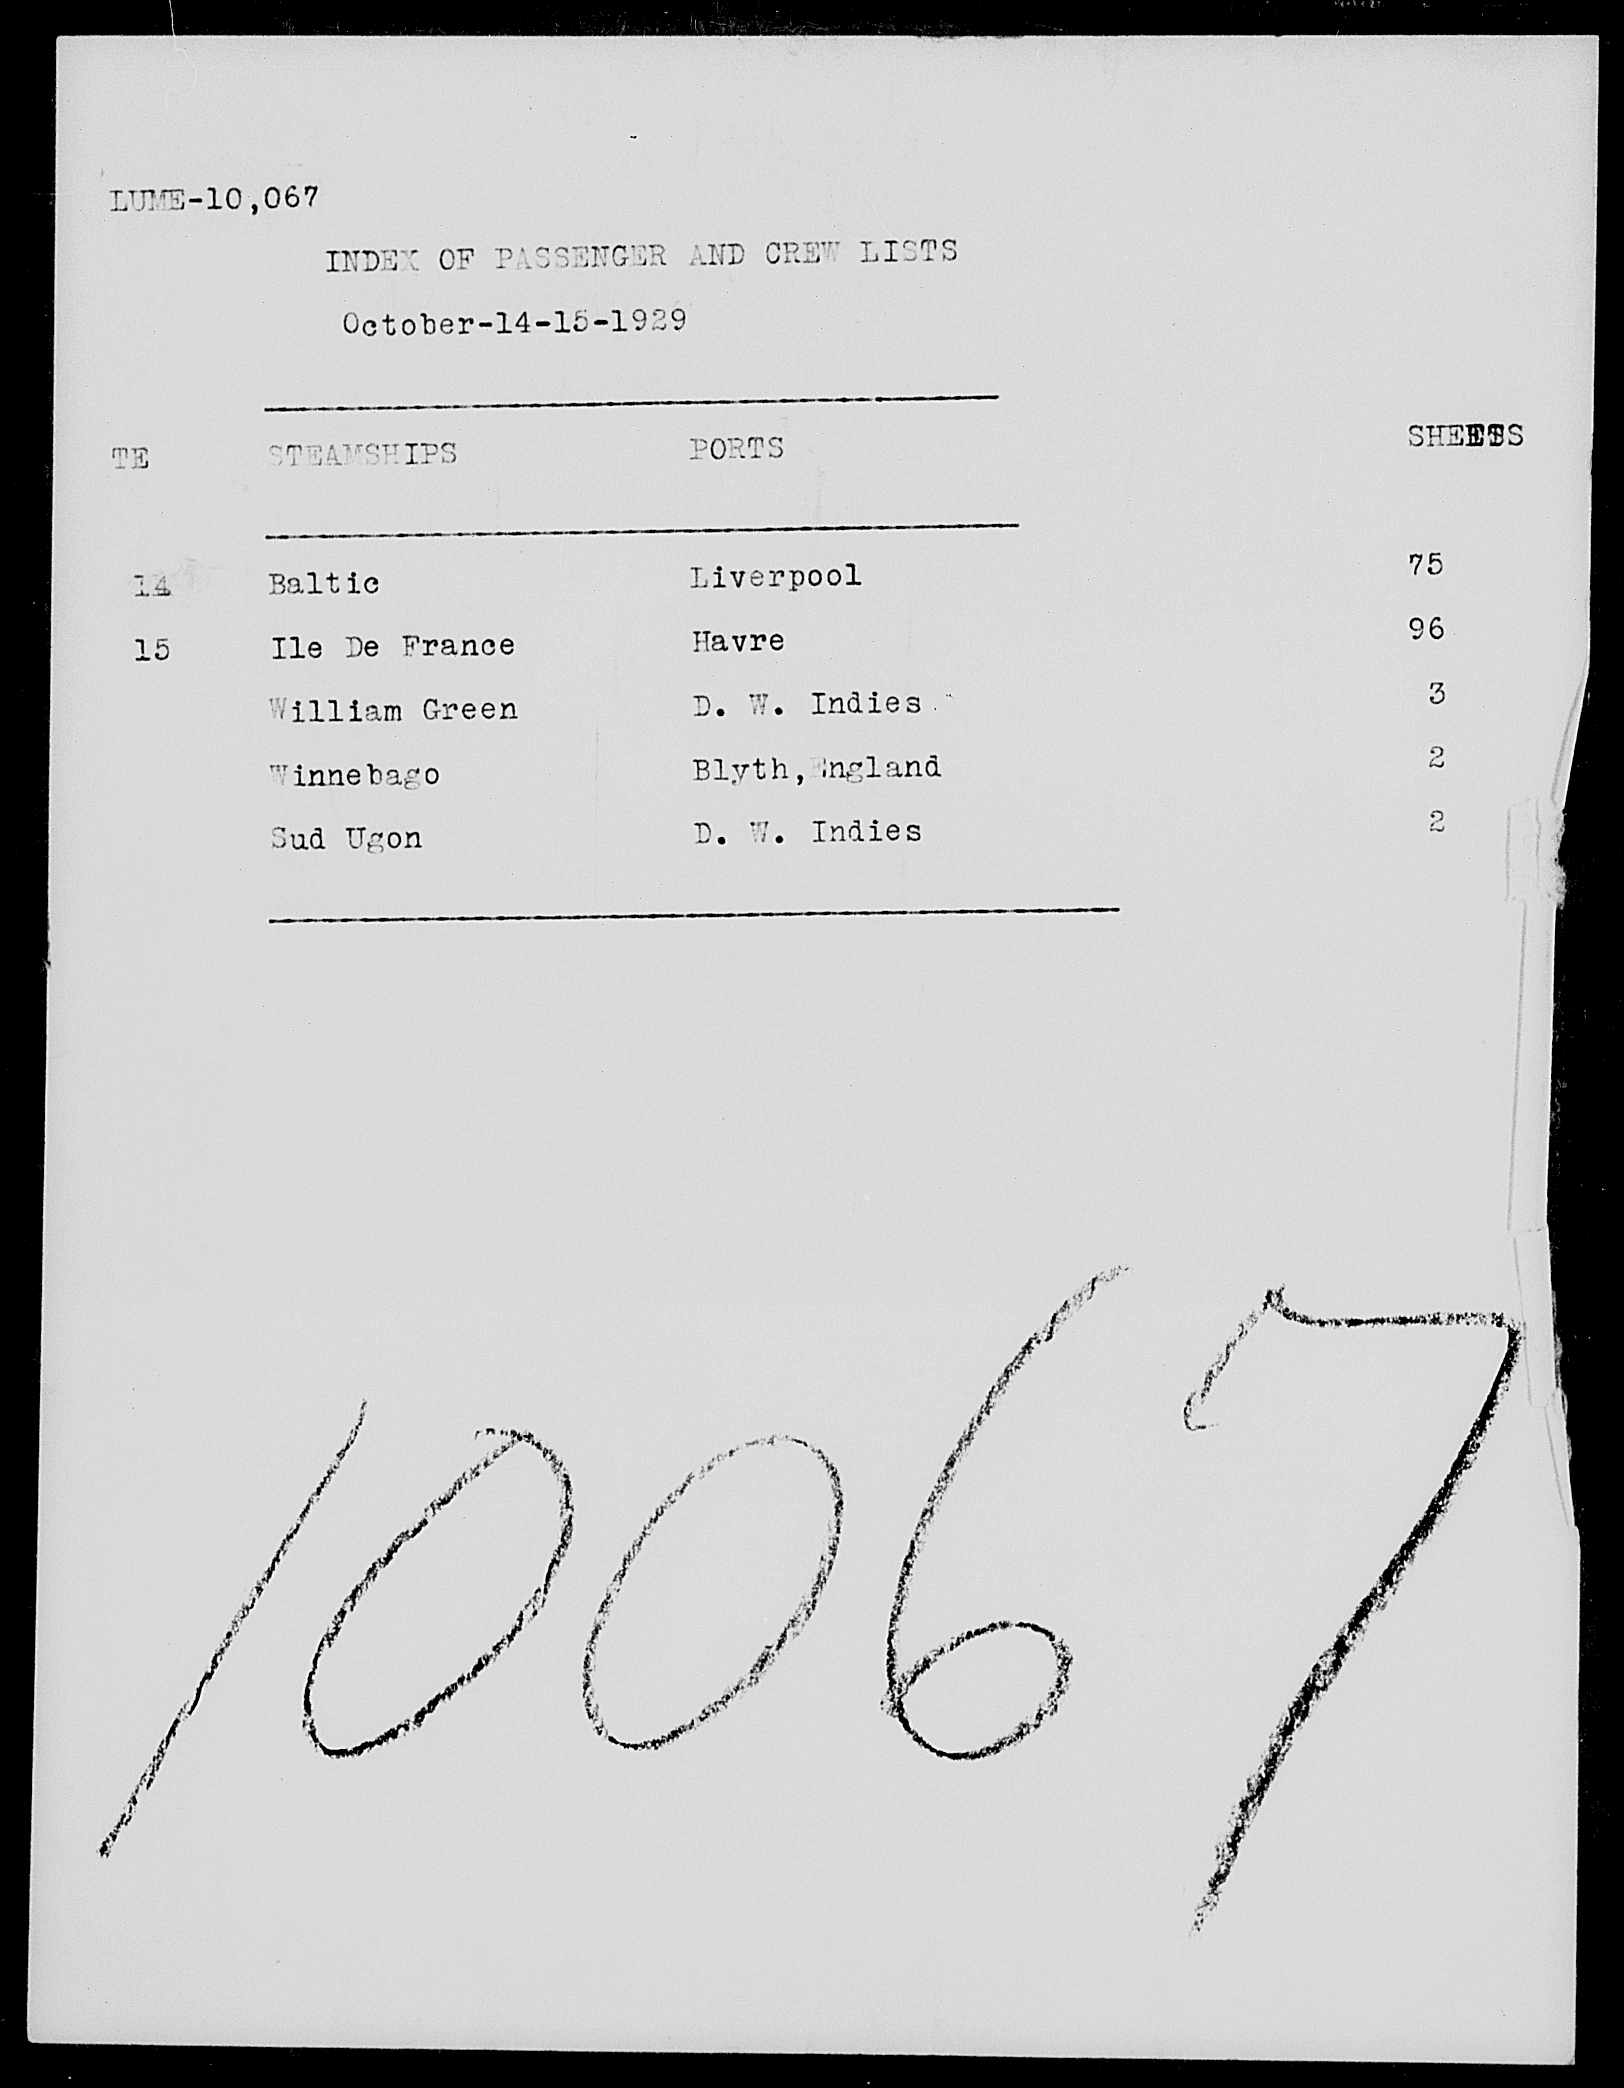 LUME-10,067
INDEX OF PASSENGER AND CREW LISTS
October-14-15-1929
TE STEAMSHIPS PORTS SHEETS
14 Baltic Liverpool 75
15 Ile De France Havre 96
William Green D. W. Indies 3
Winnebago Blyth, England 2
Sud Ugon D. W. Indies 2
10067